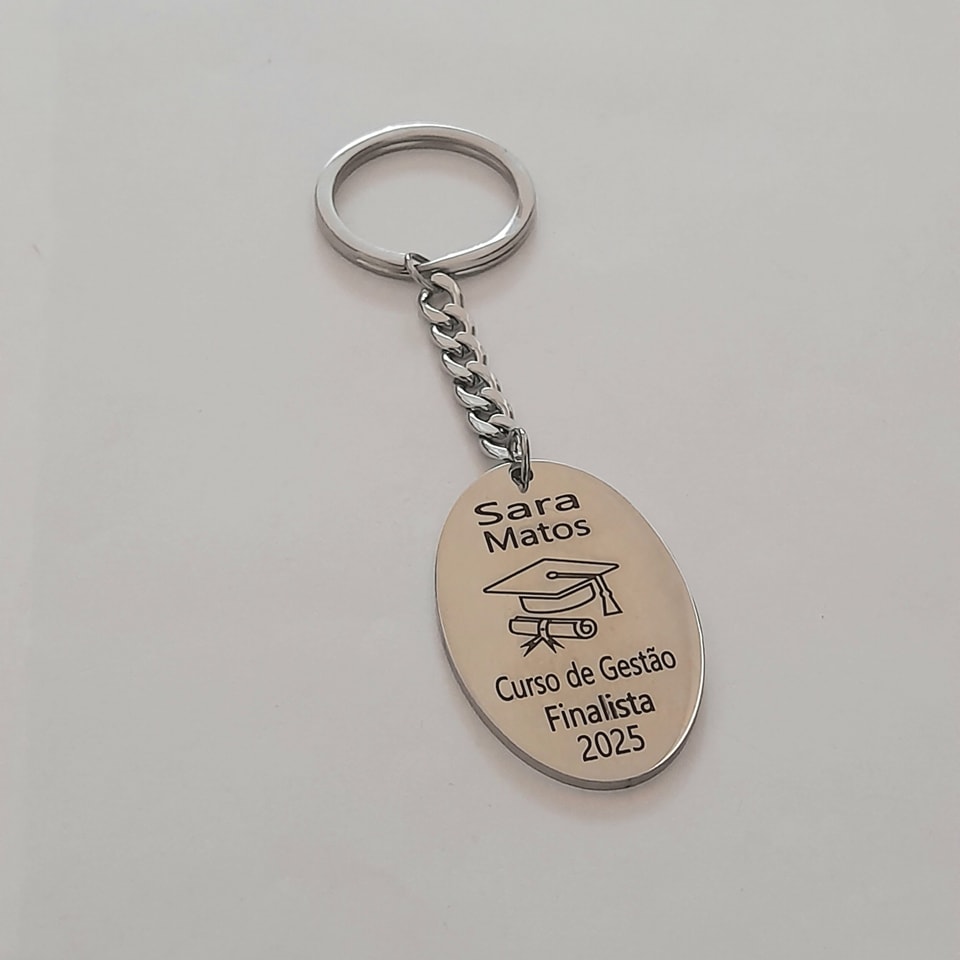 Sara
Matos
Curso de Gestão
Finalista
2025